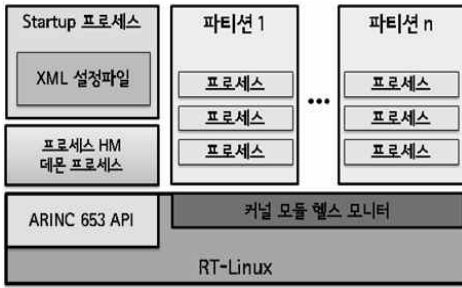 Startup 프로세스
XML 설정파일
프로세스 HM
데몬 프로세스
파티션 1
프로세스
프로세스
프로세스
...
파티션 n
프로세스
프로세스
프로세스
ARINC 653 API
커널 모듈 헬스 모니터
RT-Linux